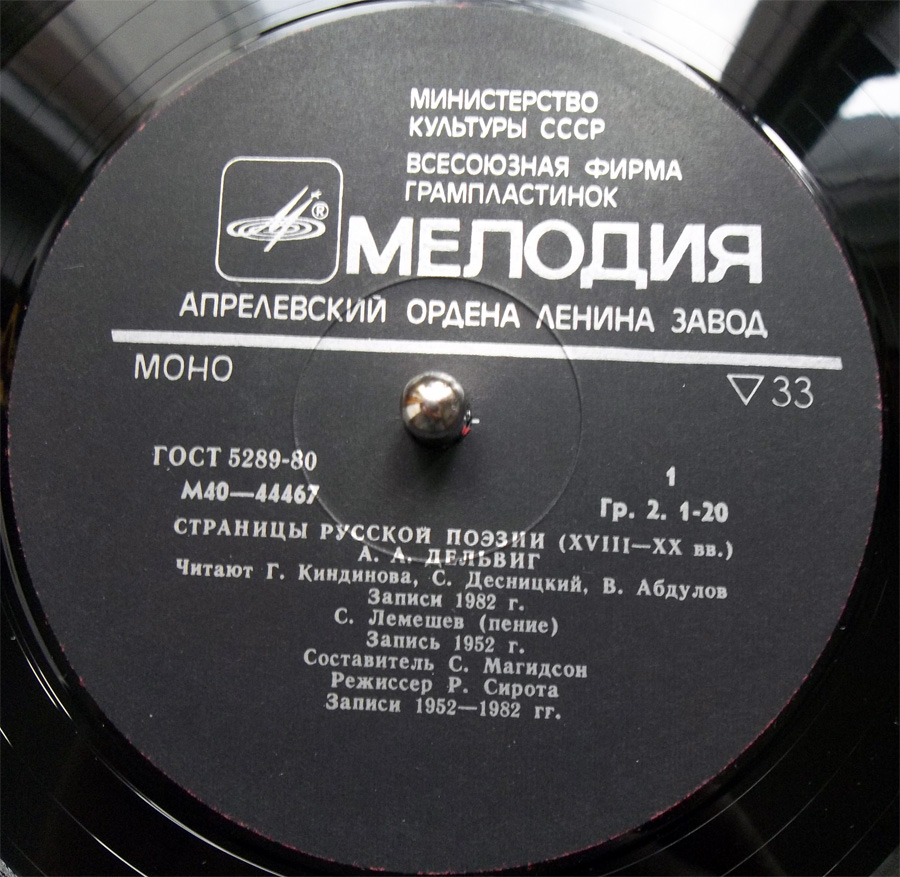 МИНИСТЕРСТВО
КУЛЬТУРЫ СССР
ВСЕСОЮЗНАЯ ФИРМА
ГРАМПЛАСТИНОК
®
МЕЛОДИЯ
АПРЕЛЕВСКИЙ ОРДЕНА ЛЕНИНА ЗАВОД
МОНО
▽ 33
ГОСТ 5289-80
М40—44467
1
Гр. 2. 1-20
СТРАНИЦЫ РУССКОЙ ПОЭЗИИ (XVIII—XX вв.)
А. А. ДЕЛЬВИГ
Читают Г. Киндинова, С. Десницкий, В. Абдулов
Записи 1982 г.
С. Лемешев (пение)
Запись 1952 г.
Составитель С. Магидсон
Режиссер Р. Сирота
Записи 1952—1982 гг.